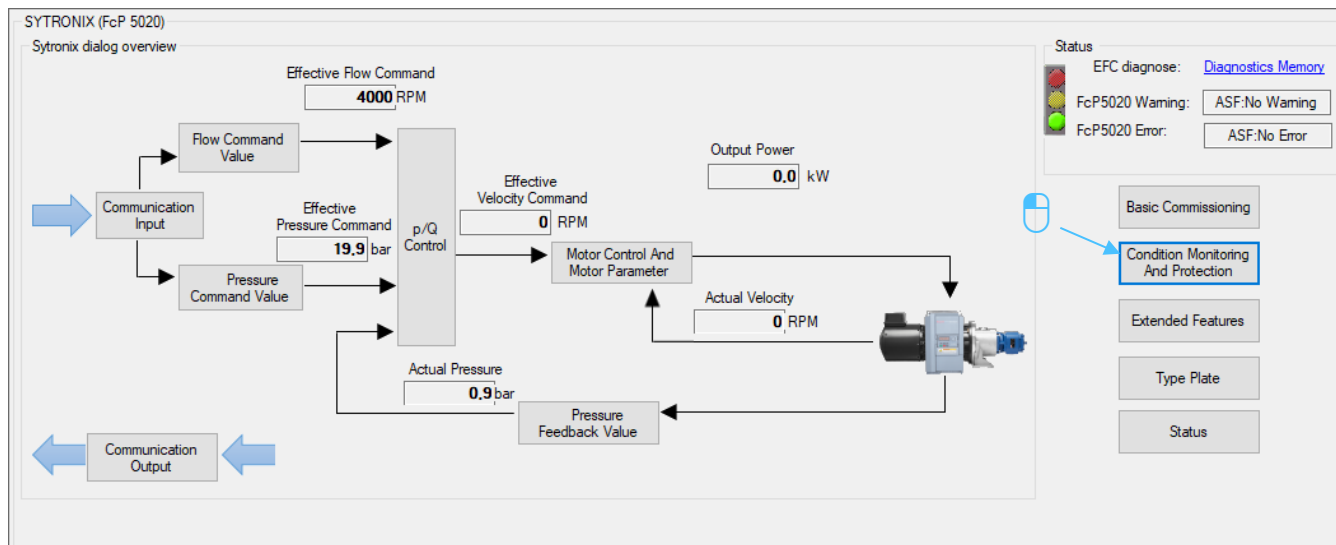 SYTRONIX (FcP 5020)
Sytronix dialog overview
Effective Flow Command
4000 RPM
Flow Command
Value
Communication
Input
Effective
Pressure Command
19,9 bar
Pressure
Command Value
p/Q
Control
Effective
Velocity Command
0 RPM
Output Power
0,0 kW
Motor Control And
Motor Parameter
Actual Velocity
0 RPM
Actual Pressure
0,9 bar
Pressure
Feedback Value
Communication
Output
Status
EFC diagnose: Diagnostics Memory
FcP5020 Warning: ASF:No Warning
FcP5020 Error: ASF:No Error
Basic Commissioning
Condition Monitoring
And Protection
Extended Features
Type Plate
Status